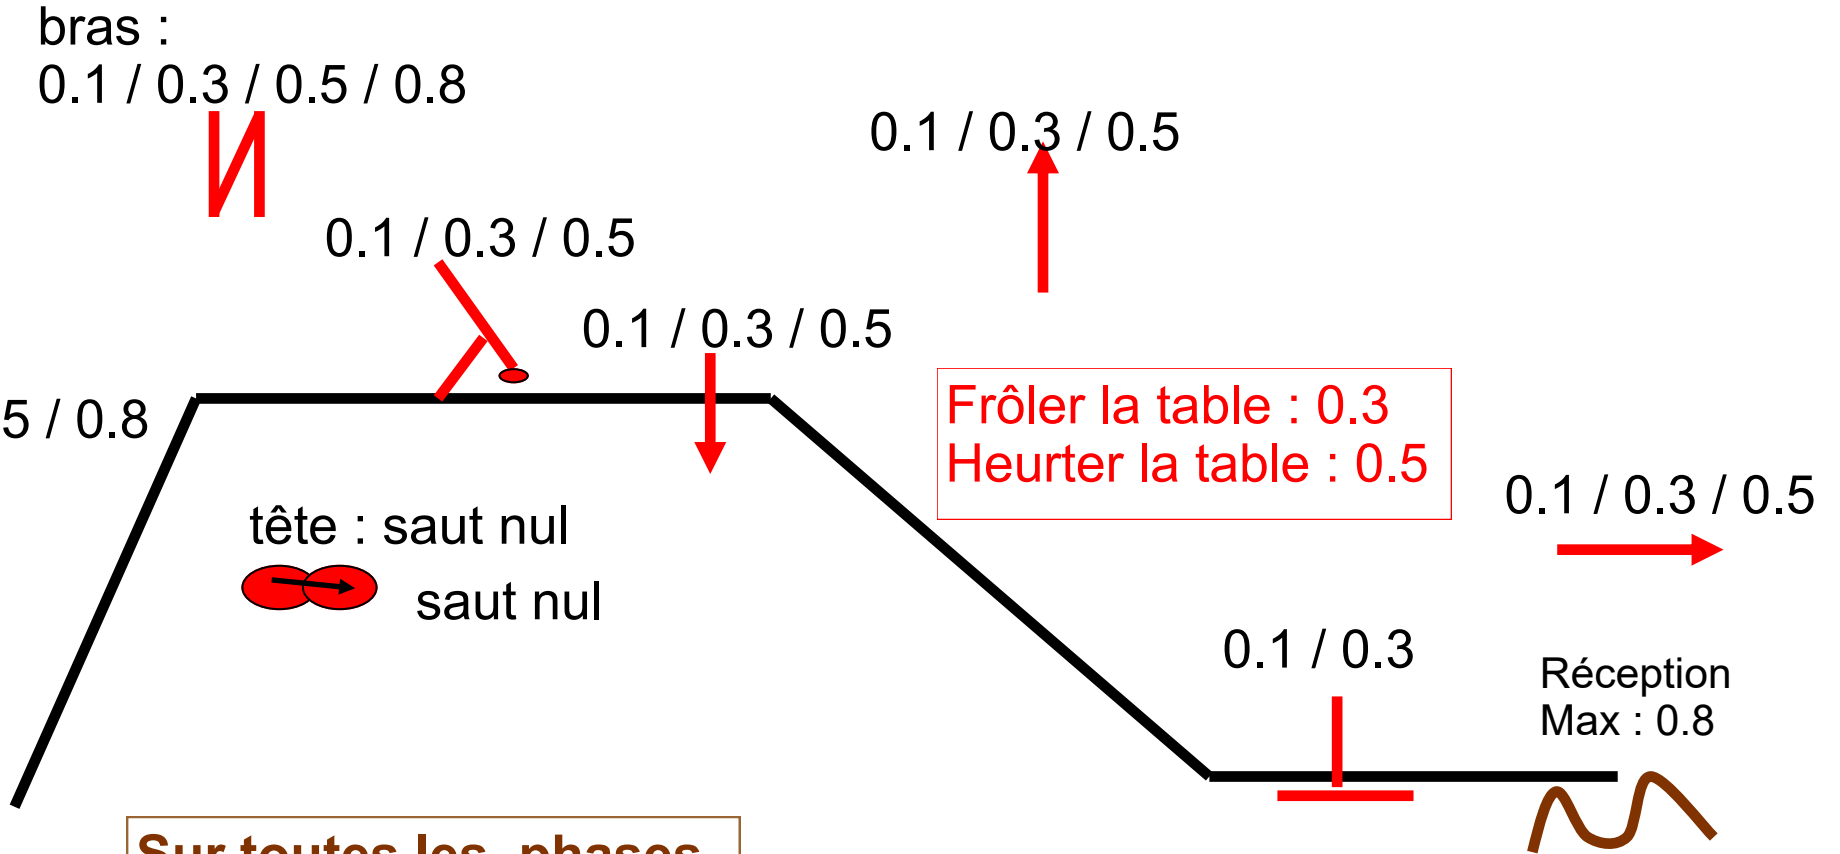 bras :
0.1 / 0.3 / 0.5 / 0.8
0.1 / 0.3 / 0.5
0.1 / 0.3 / 0.5
0.1 / 0.3 / 0.5
5 / 0.8
Frôler la table : 0.3
Heurter la table : 0.5
0.1 / 0.3 / 0.5
tête : saut nul
saut nul
0.1 / 0.3
Réception
Max : 0.8
Sur toutes les phases